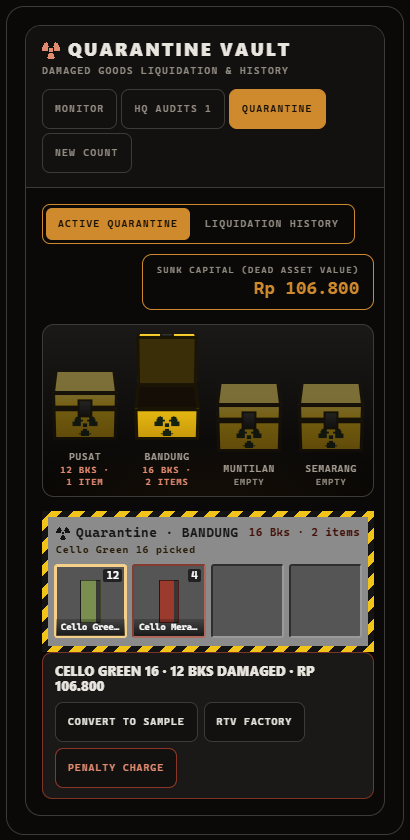 QUARANTINE VAULT
DAMAGED GOODS LIQUIDATION & HISTORY
MONITOR
HQ AUDITS 1
QUARANTINE
NEW COUNT
ACTIVE QUARANTINE
LIQUIDATION HISTORY
SUNK CAPITAL (DEAD ASSET VALUE)
Rp 106.800
PUSAT
12 BKS ·
1 ITEM
BANDUNG
16 BKS ·
2 ITEMS
MUNTILAN
EMPTY
SEMARANG
EMPTY
Quarantine · BANDUNG
16 Bks · 2 items
Cello Green 16 picked
12
Cello Gree…
4
Cello Mera…
CELLO GREEN 16 · 12 BKS DAMAGED · RP
106.800
CONVERT TO SAMPLE
RTV FACTORY
PENALTY CHARGE